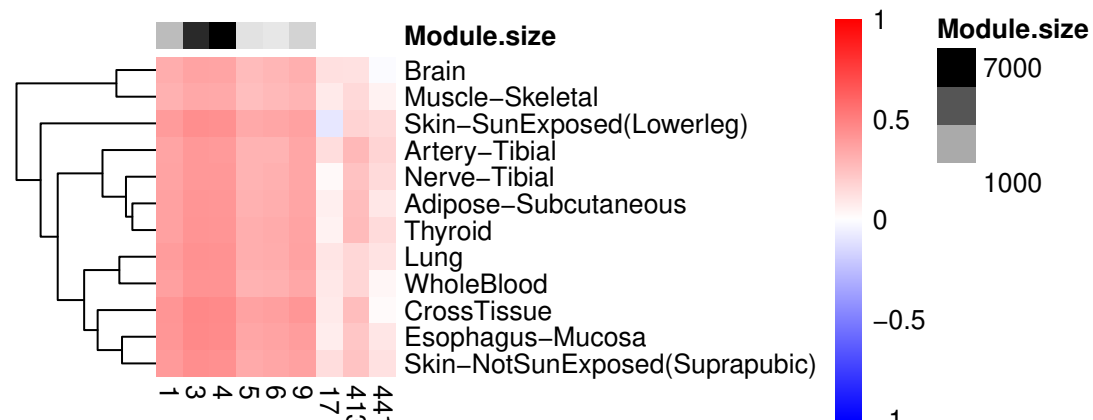 Module.size
Brain
Muscle−Skeletal
Skin−SunExposed(Lowerleg)
Artery−Tibial
Nerve−Tibial
Adipose−Subcutaneous
Thyroid
Lung
WholeBlood
CrossTissue
Esophagus−Mucosa
Skin−NotSunExposed(Suprapubic)
1 3 4 5 6 9 17
1
0.5
0
−0.5
Module.size
7000
1000